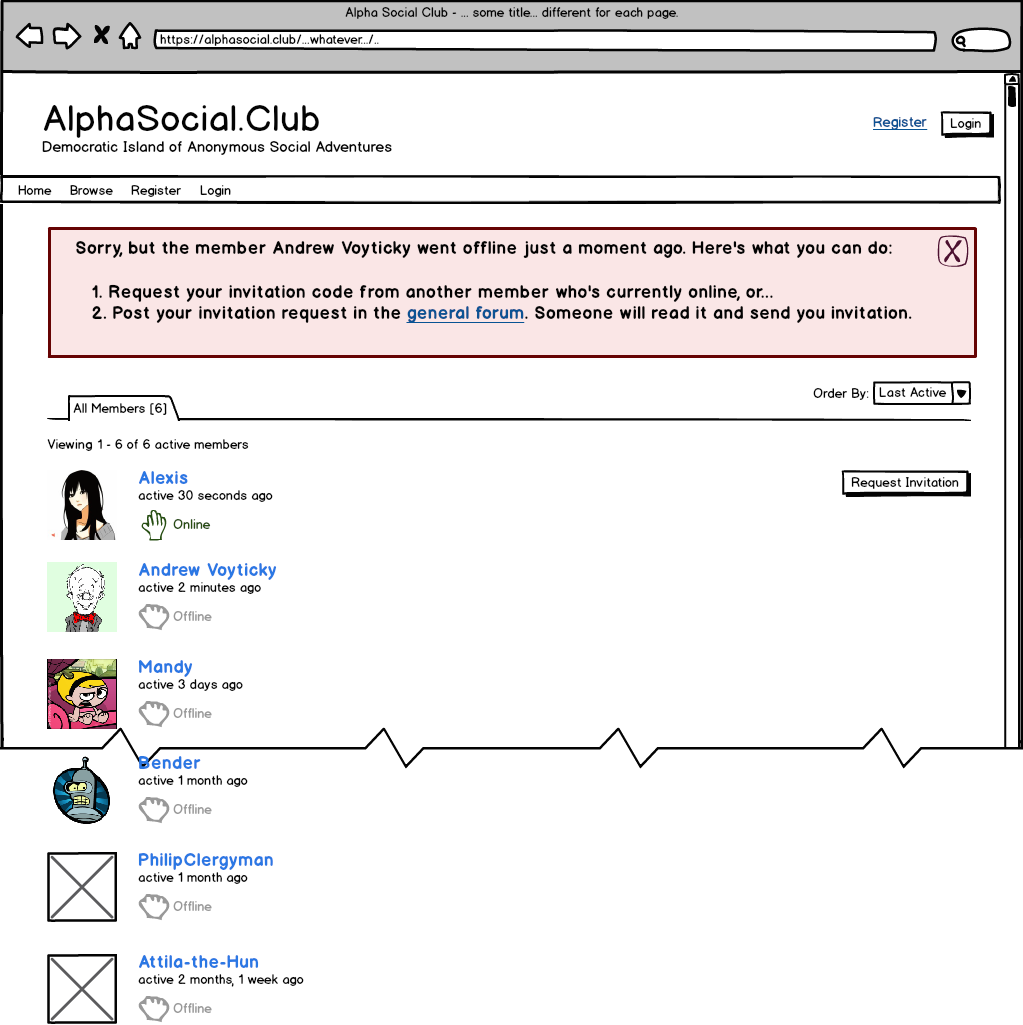 Alpha Social Club - ... some title... different for each page.
https://alphasocial.club/...whatever.../..
AlphaSocial.Club
Democratic Island of Anonymous Social Adventures
Register
Login
Home Browse Register Login
Sorry, but the member Andrew Voyticky went offline just a moment ago. Here's what you can do:
X
1. Request your invitation code from another member who's currently online, or...
2. Post your invitation request in the general forum. Someone will read it and send you invitation.
Order By: Last Active
All Members [6]
Viewing 1 - 6 of 6 active members
Alexis
active 30 seconds ago
Online
Request Invitation
Andrew Voyticky
active 2 minutes ago
Offline
Mandy
active 3 days ago
Offline
Bender
active 1 month ago
Offline
PhilipClergyman
active 1 month ago
Offline
Attila-the-Hun
active 2 months, 1 week ago
Offline